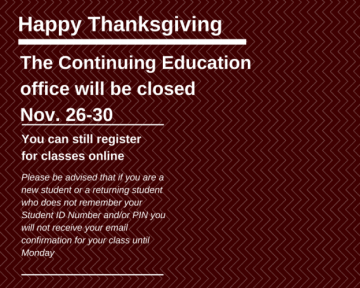 Happy Thanksgiving
The Continuing Education
office will be closed
Nov. 26-30
You can still register
for classes online
Please be advised that if you are a
new student or a returning student
who does not remember your
Student ID Number and/or PIN you
will not receive your email
confirmation for your class until
Monday